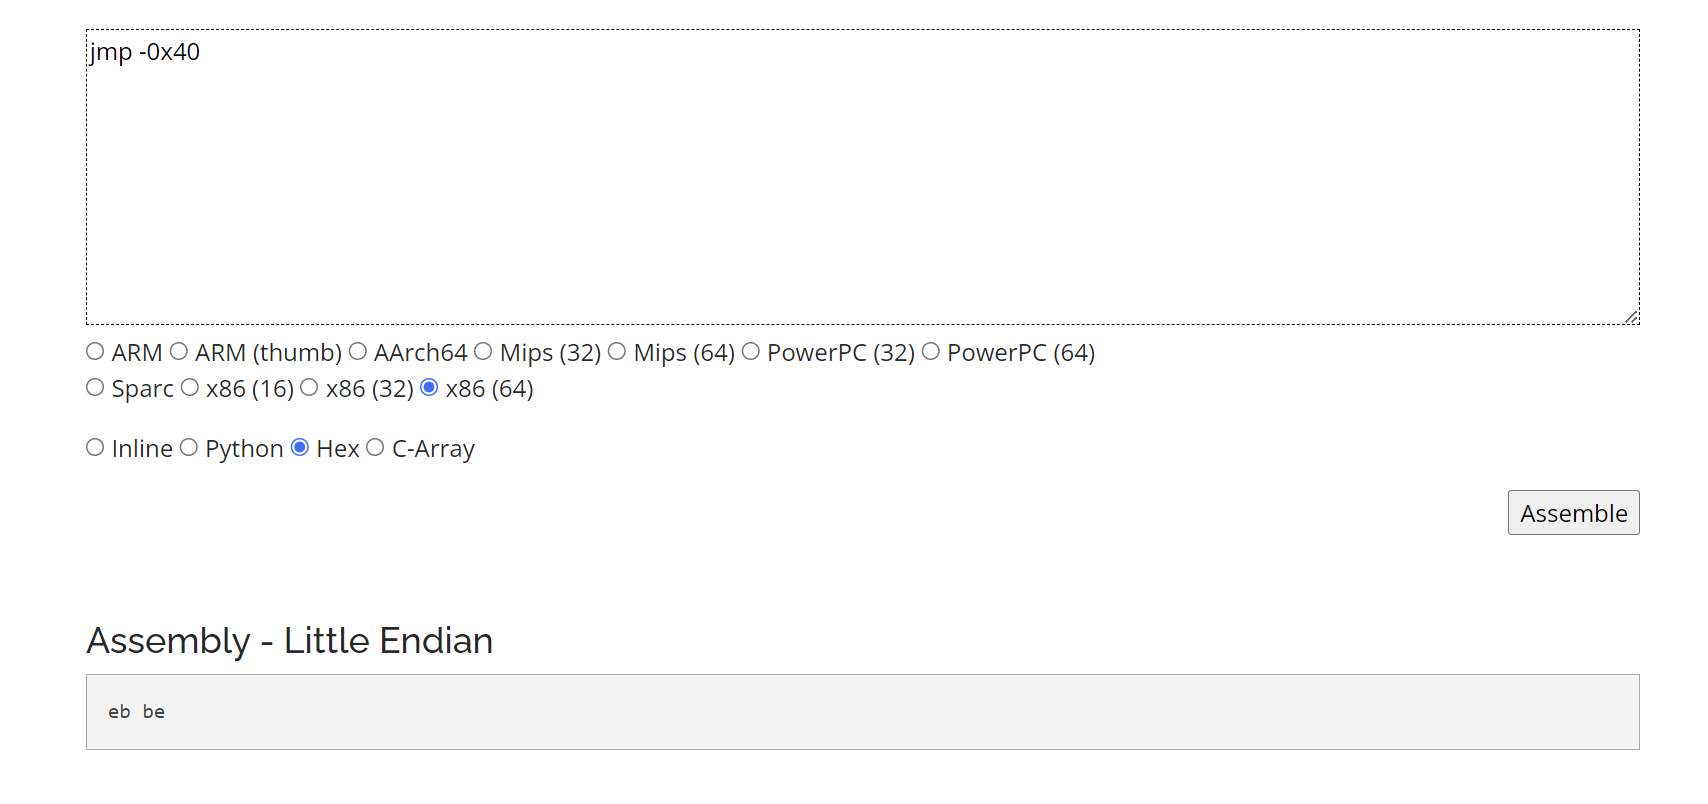 jmp -0x40
ARM ARM (thumb) AArch64 Mips (32) Mips (64) PowerPC (32) PowerPC (64)
Sparc x86 (16) x86 (32) x86 (64)
Inline Python Hex C-Array
Assemble
Assembly - Little Endian
eb be